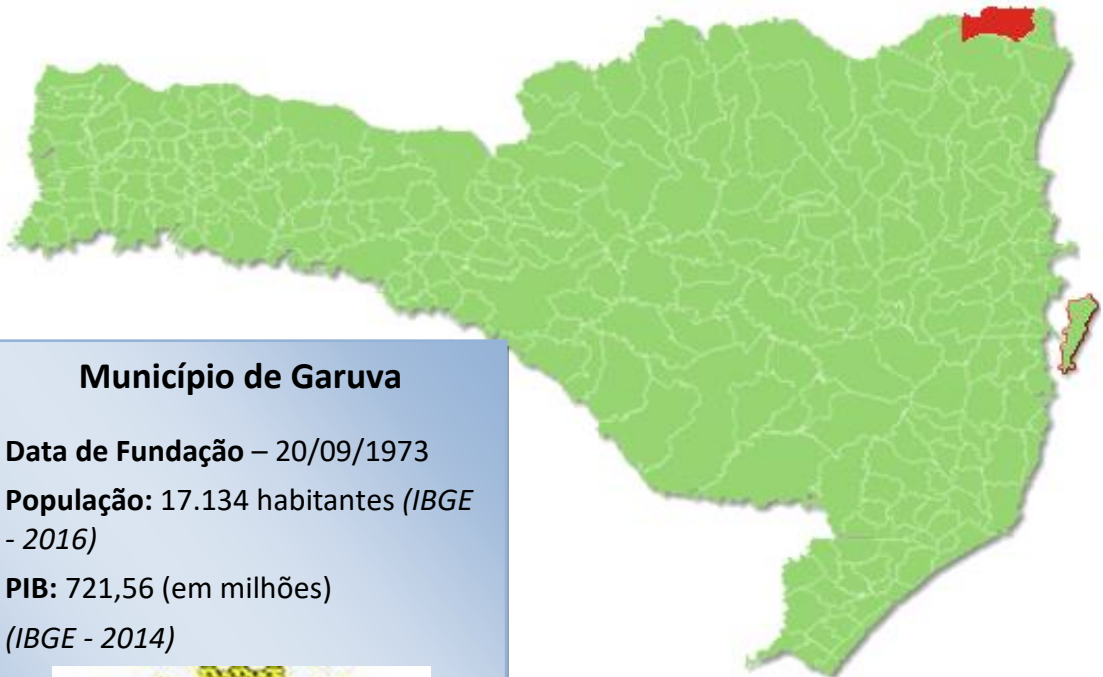 Município de Garuva
Data de Fundação – 20/09/1973
População: 17.134 habitantes (IBGE
- 2016)
PIB: 721,56 (em milhões)
(IBGE - 2014)